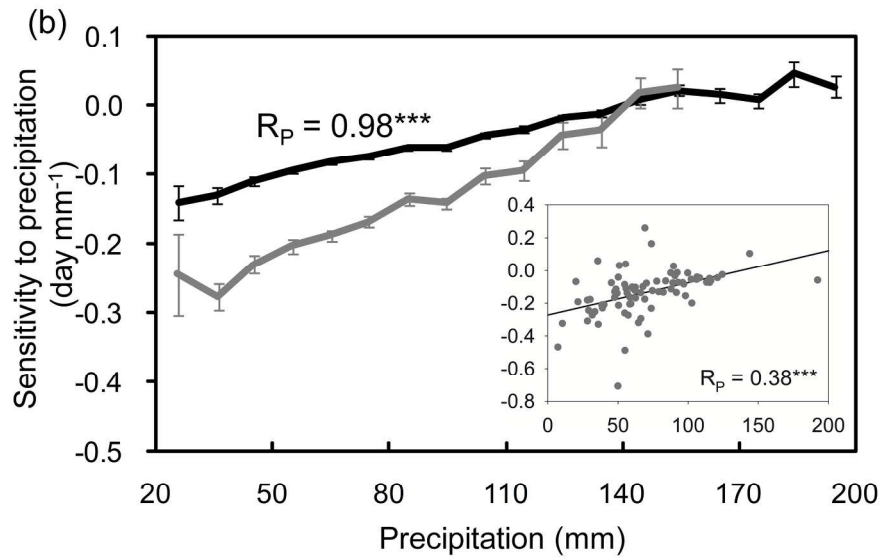 (b)
0.1
0.0
-0.1
-0.2
-0.3
-0.4
-0.5
Sensitivity to precipitation
(day mm-1)
RP = 0.98***
0.4
0.2
0.0
-0.2
-0.4
-0.6
-0.8
RP = 0.38***
0 50 100 150 200
20 50 80 110 140 170 200
Precipitation (mm)